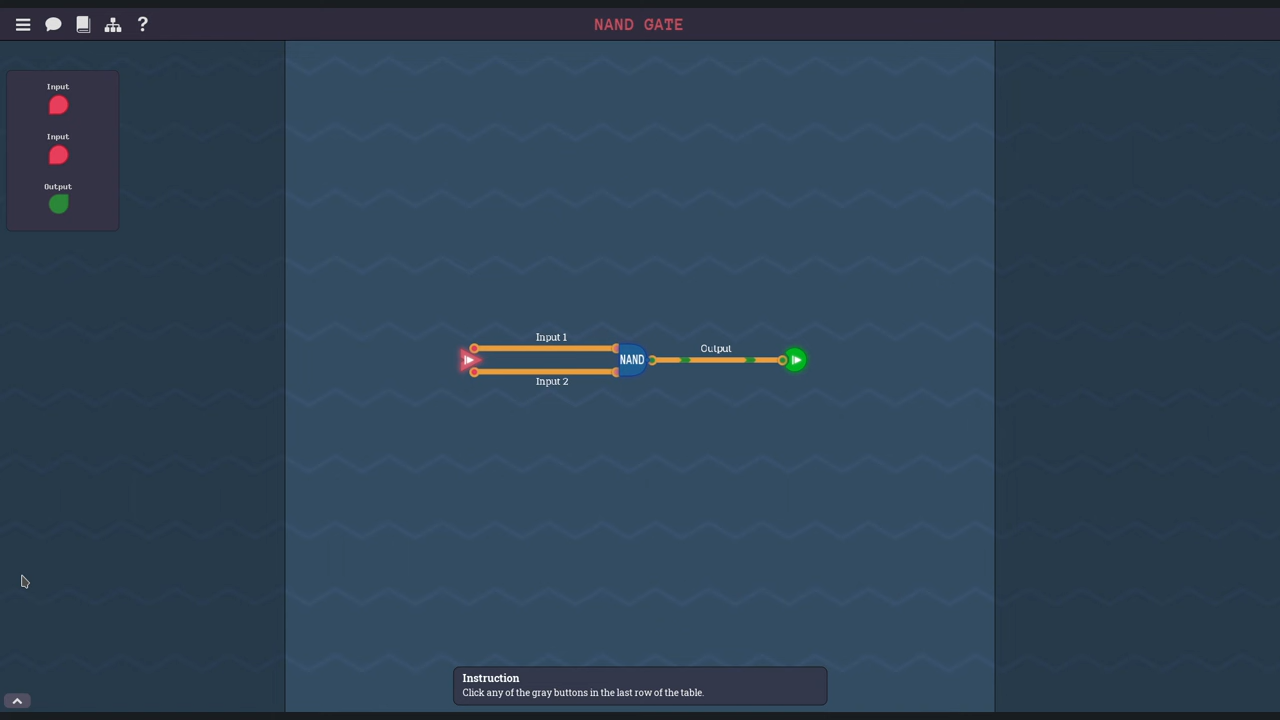 NAND GATE
Input
Input
Output
Input 1
NAND
Output
Input 2
Instruction
Click any of the gray buttons in the last row of the table.